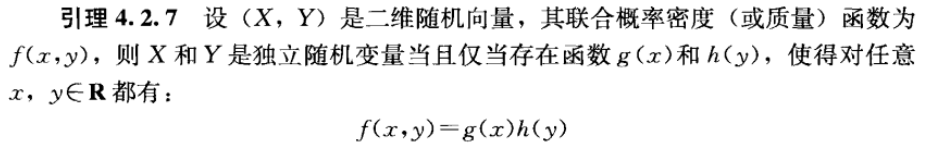 引理 4.2.7 设（X，Y）是二维随机向量，其联合概率密度（或质量）函数为
f(x,y)，则 X 和 Y 是独立随机变量当且仅当存在函数 g(x)和 h(y)，使得对任意
x，y∈R 都有：
f(x,y)=g(x)h(y)